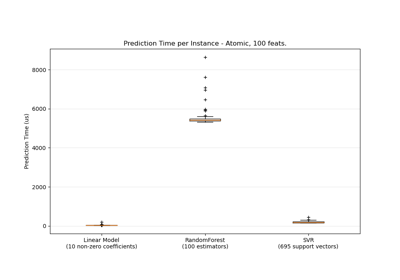 Prediction Time per Instance - Atomic, 100 feats.
8000
6000
4000
2000
0
Prediction Time (us)
Linear Model
(10 non-zero coefficients)
RandomForest
(100 estimators)
SVR
(695 support vectors)